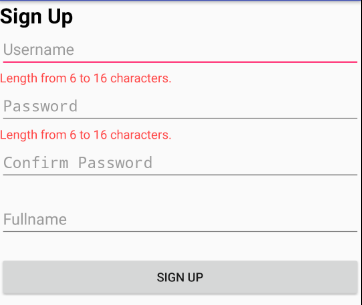 Sign Up
Username
Length from 6 to 16 characters.
Password
Length from 6 to 16 characters.
Confirm Password
Fullname
SIGN UP